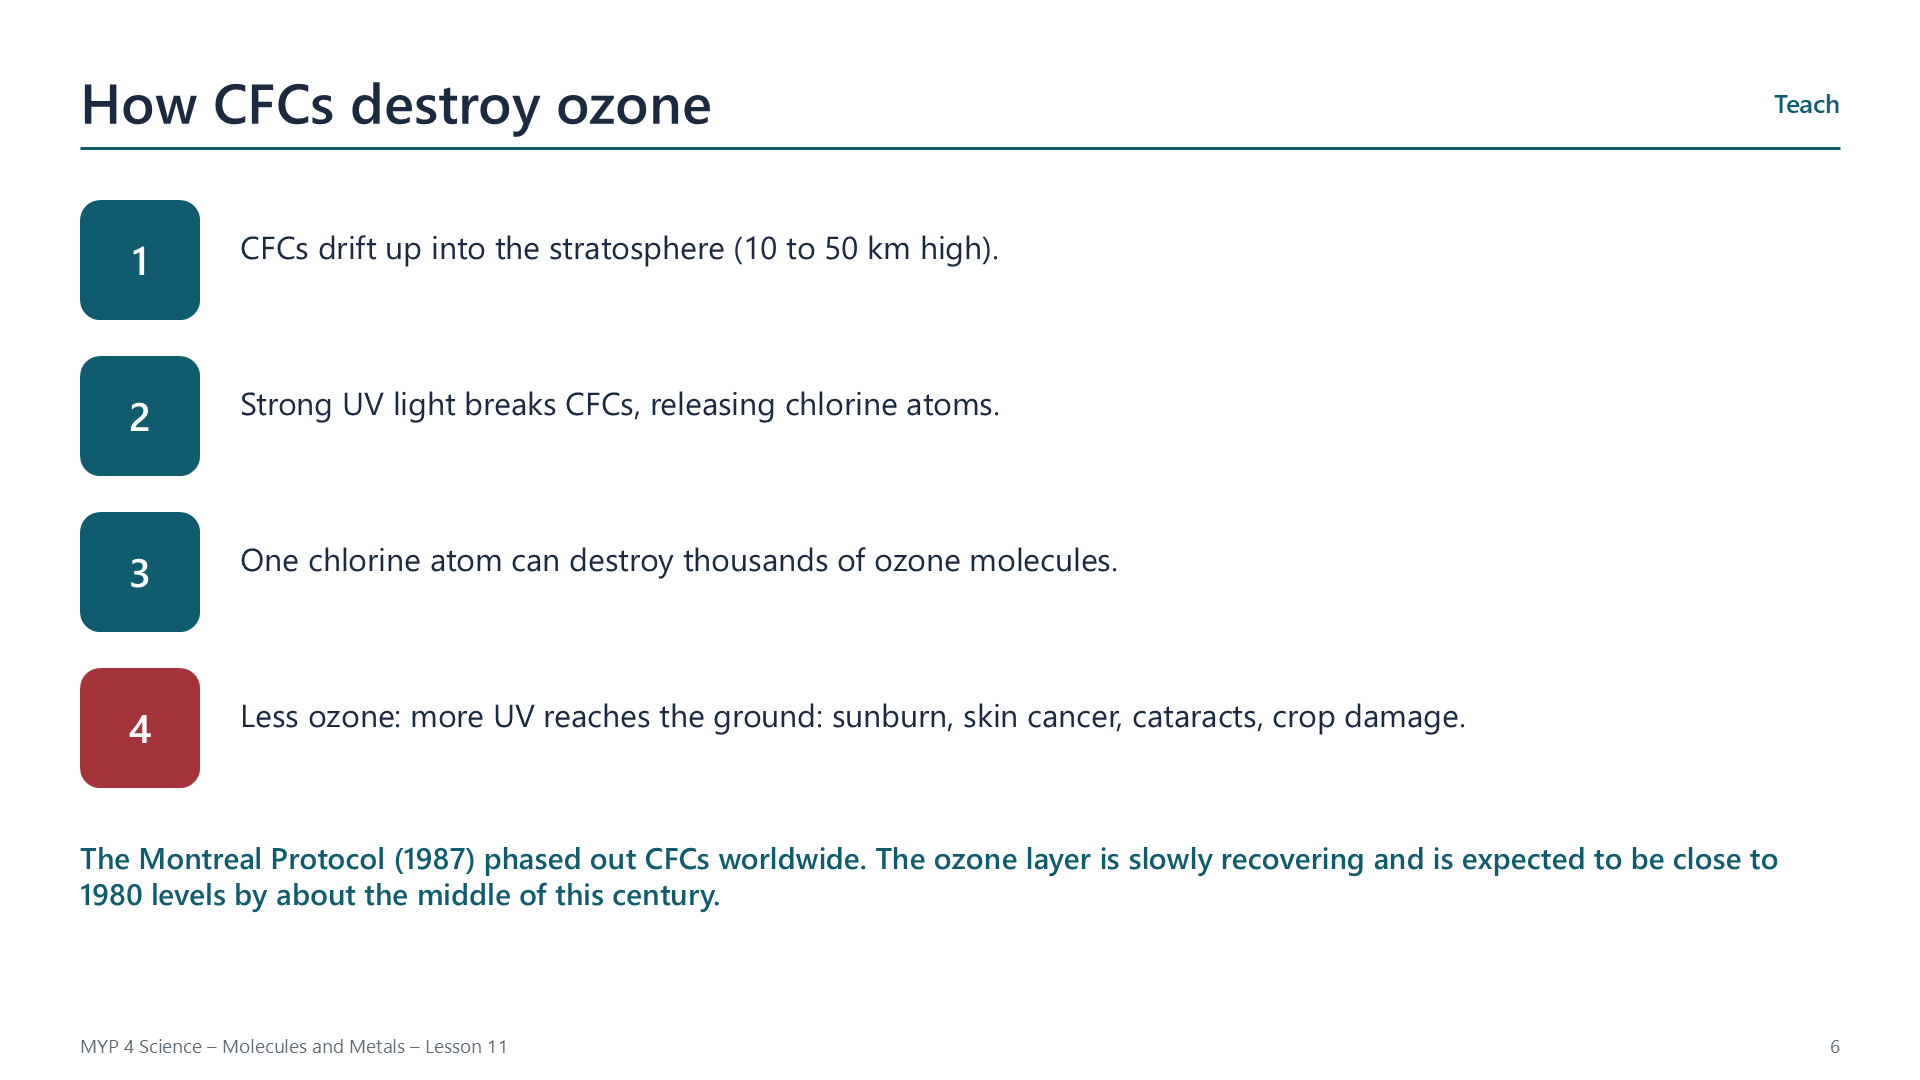 How CFCs destroy ozone
Teach
1
CFCs drift up into the stratosphere (10 to 50 km high).
2
Strong UV light breaks CFCs, releasing chlorine atoms.
3
One chlorine atom can destroy thousands of ozone molecules.
4
Less ozone: more UV reaches the ground: sunburn, skin cancer, cataracts, crop damage.
The Montreal Protocol (1987) phased out CFCs worldwide. The ozone layer is slowly recovering and is expected to be close to
1980 levels by about the middle of this century.
MYP 4 Science – Molecules and Metals – Lesson 11
6